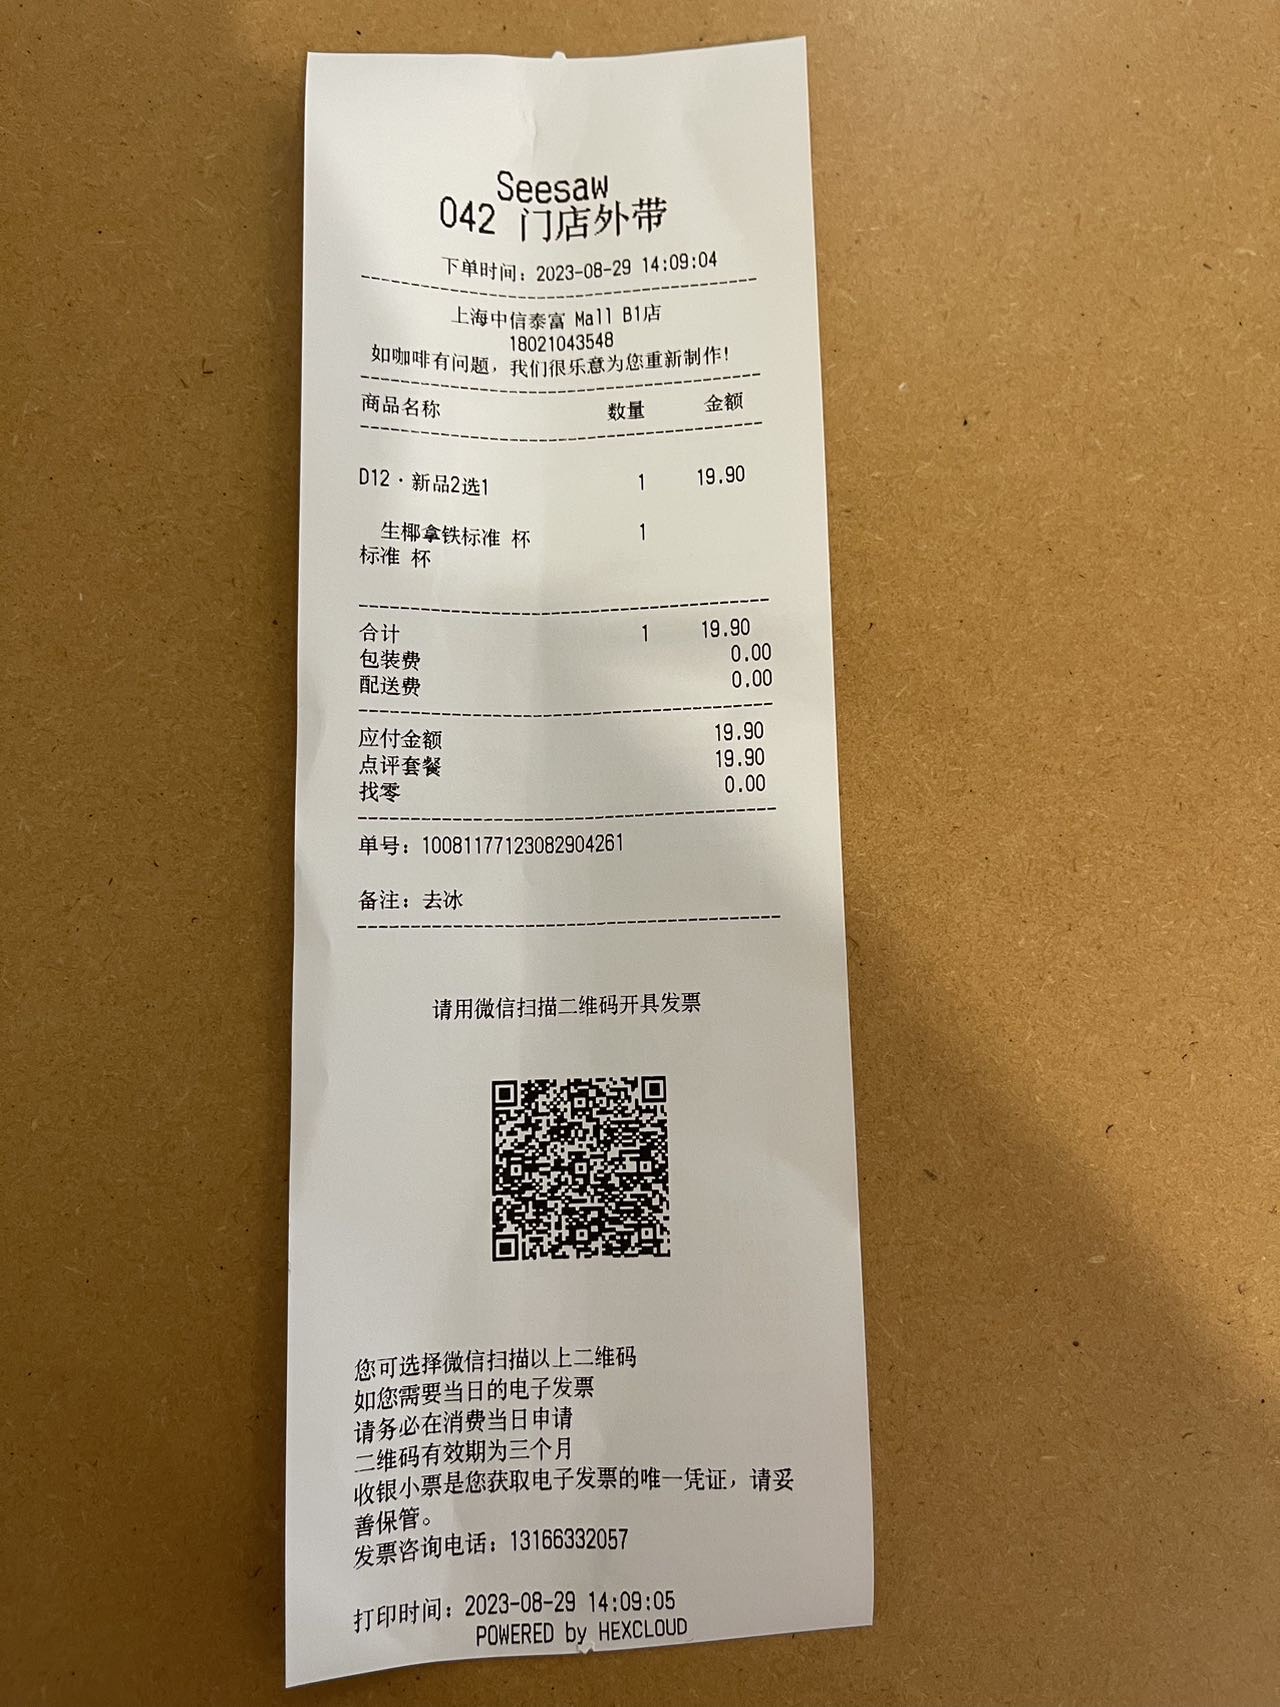 Seesaw
042 门店外带
下单时间：2023-08-29 14:09:04
上海中信泰富 Mall B1店
18021043548
如咖啡有问题，我们很乐意为您重新制作！
商品名称 数量 金额
D12·新品2选1 1 19.90
生椰拿铁标准 杯 1
标准 杯
合计 1 19.90
包装费 0.00
配送费 0.00
应付金额 19.90
点评套餐 19.90
找零 0.00
单号：10081177123082904261
备注：去冰
请用微信扫描二维码开具发票
您可选择微信扫描以上二维码
如您需要当日的电子发票
请务必在消费当日申请
二维码有效期为三个月
收银小票是您获取电子发票的唯一凭证，请妥
善保管。
发票咨询电话：13166332057
打印时间：2023-08-29 14:09:05
POWERED by HEXCLOUD